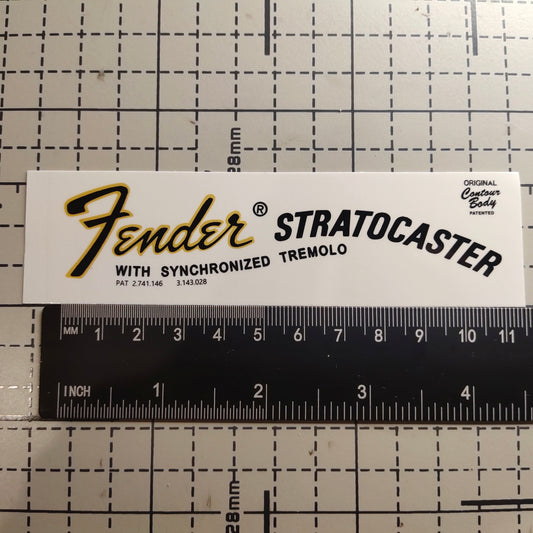 28mm
ORIGINAL
Contour
Body
PATENTED
Fender® STRATOCASTER
WITH SYNCHRONIZED TREMOLO
PAT 2.741.146 3.143.028
MM 1 2 3 4 5 6 7 8 9 10 11
INCH 1 2 3 4
28mm